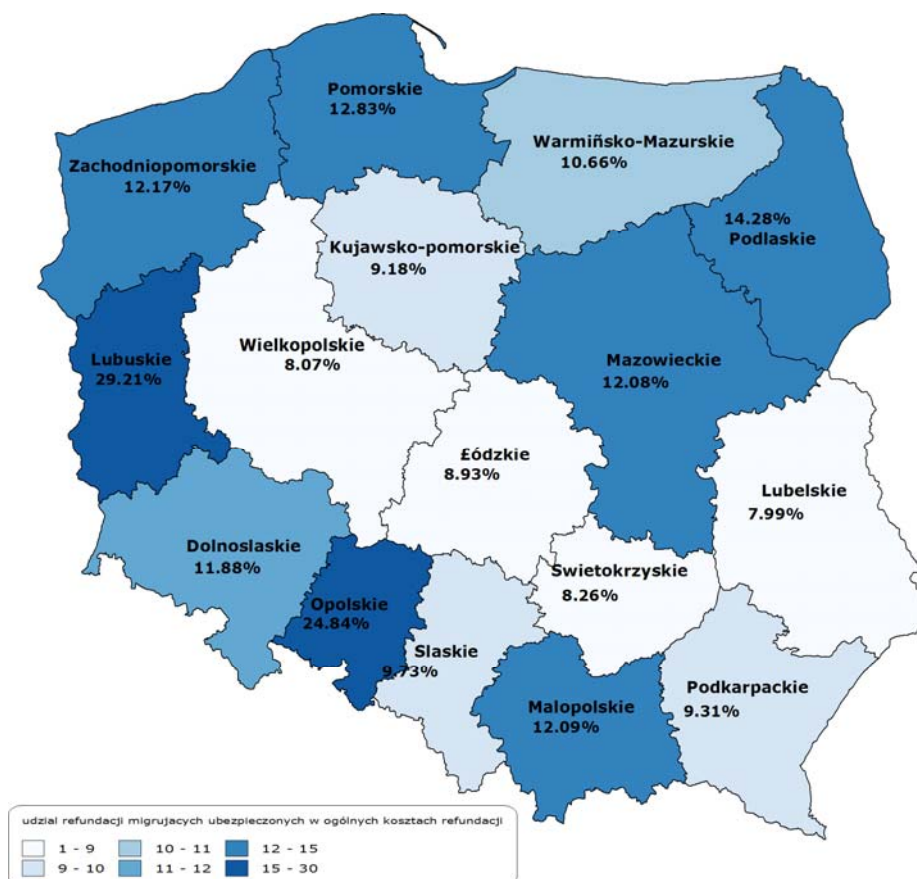 Pomorskie
12.83%
Warmiñsko-Mazurskie
10.66%
Zachodniopomorskie
12.17%
14.28%
Podlaskie
Kujawsko-pomorskie
9.18%
Wielkopolskie
8.07%
Lubuskie
29.21%
Mazowieckie
12.08%
£ódzkie
8.93%
Lubelskie
7.99%
Dolnoslaskie
11.88%
Swietokrzyskie
8.26%
Opolskie
24.84%
Slaskie
9.73%
Malopolskie
12.09%
Podkarpackie
9.31%
udzial refundacji migrujacych ubezpieczonych w ogólnych kosztach refundacji
1 - 9
10 - 11
12 - 15
9 - 10
11 - 12
15 - 30